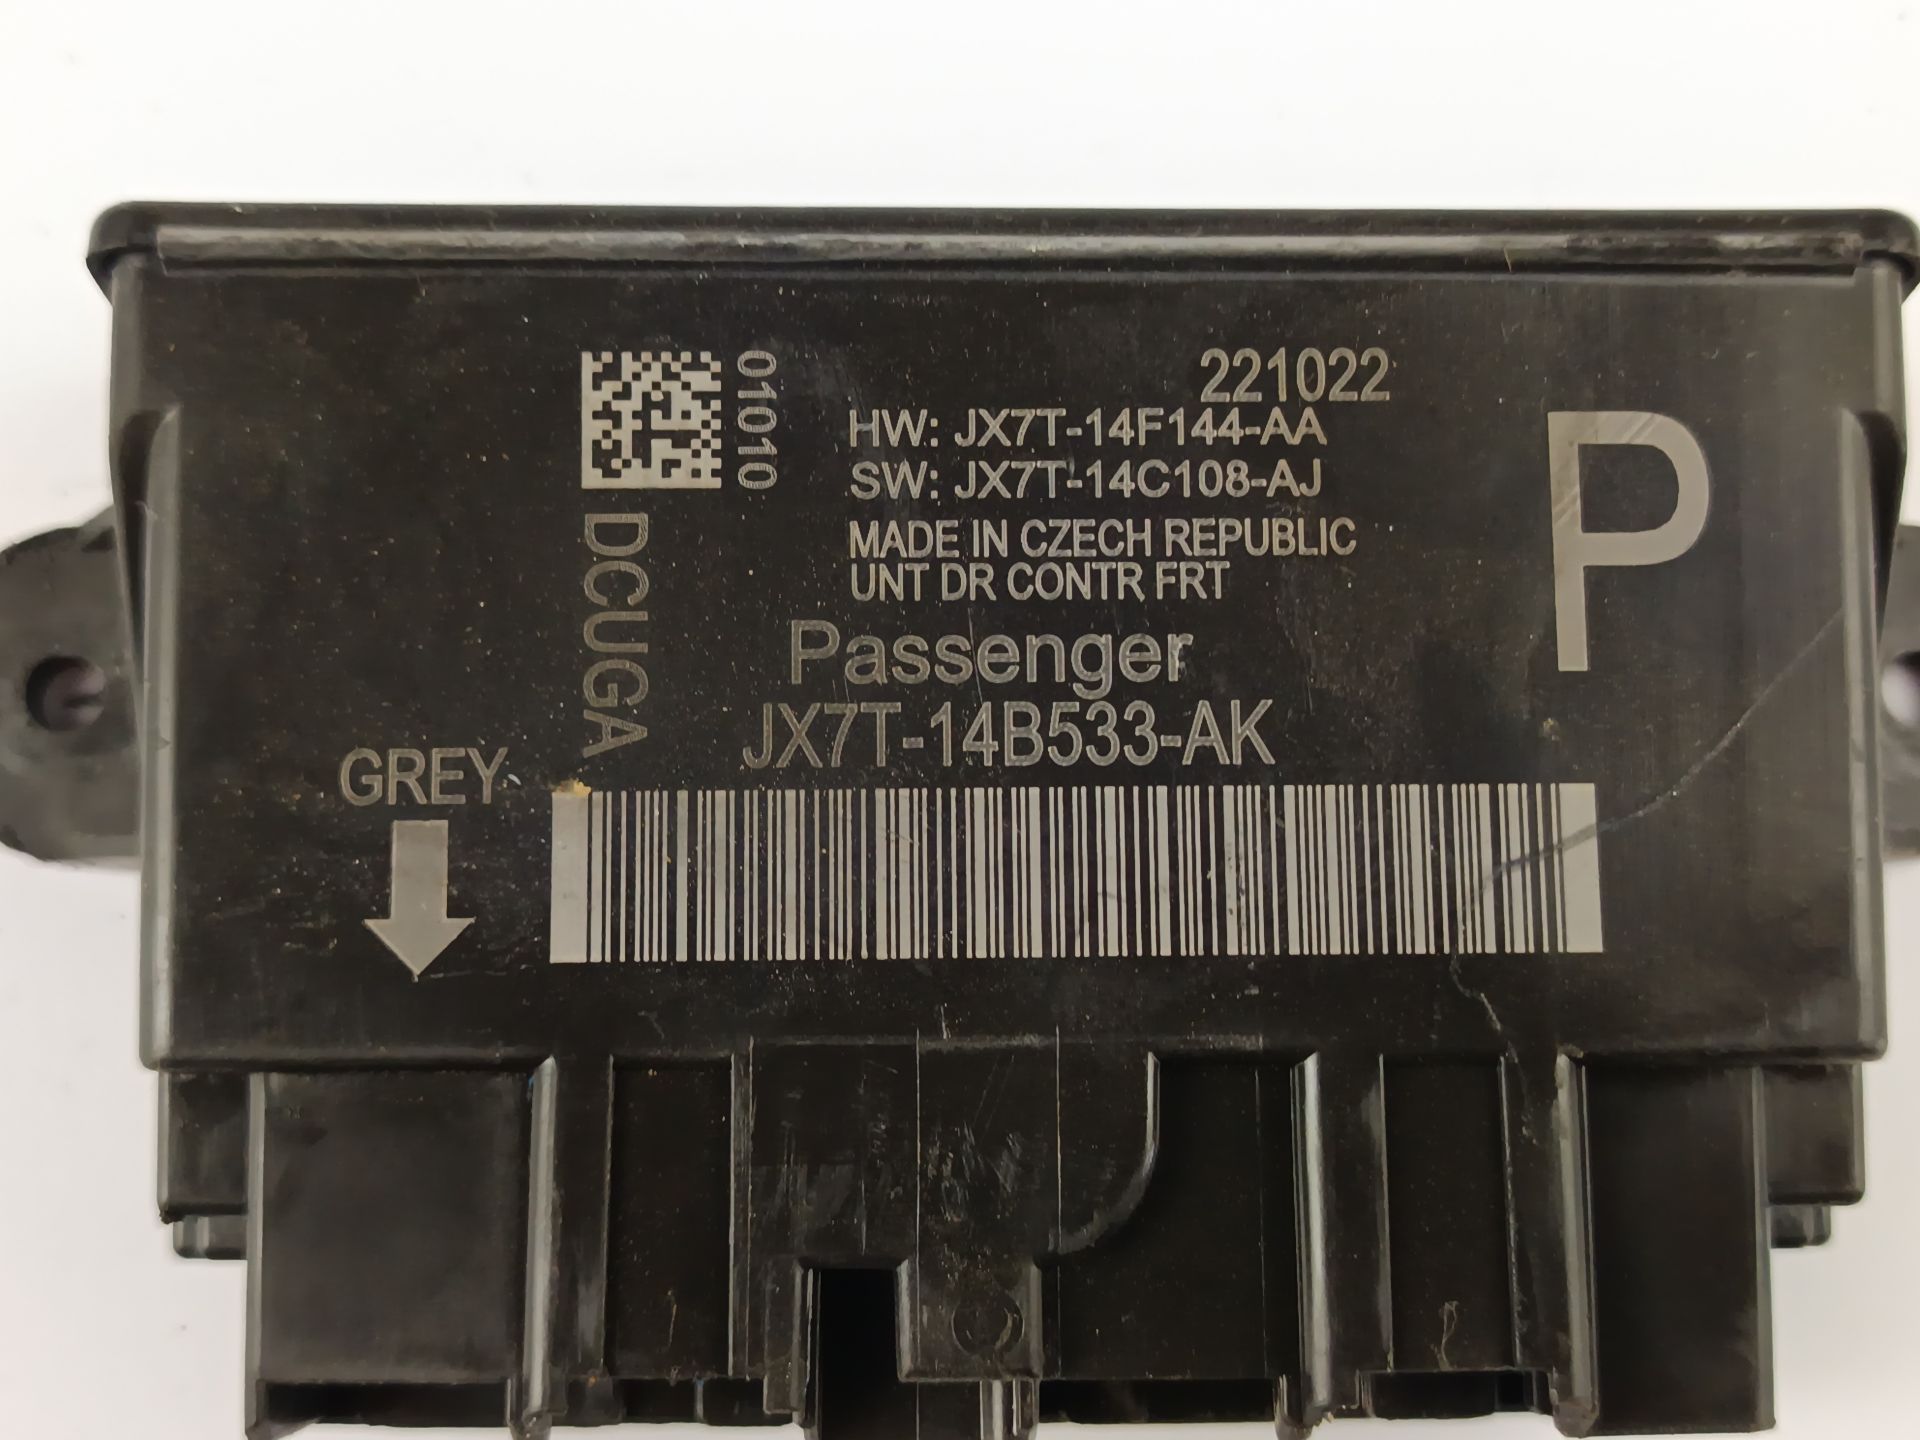 221022
010110
HW: JX7T-14F144-AA
SW: JX7T-14C108-AJ
P
MADE IN CZECH REPUBLIC
UNT DR CONTR FRT
DCUGA
Passenger
JX7T-14B533-AK
GREY